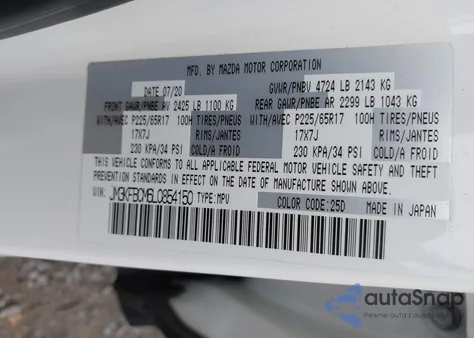 MFD. BY MAZDA MOTOR CORPORATION
DATE 07/20 GVWR/PNBV 4724 LB 2143 KG
FRONT GAWR/PNBE AV 2425 LB 1100 KG REAR GAWR/PNBE AR 2299 LB 1043 KG
WITH/AVEC P225/65R17 100H TIRES/PNEUS WITH/AVEC P225/65R17 100H TIRES/PNEUS
17X7J RIMS/JANTES 17X7J RIMS/JANTES
230 KPA/34 PSI COLD/A FROID 230 KPA/34 PSI COLD/A FROID
THIS VEHICLE CONFORMS TO ALL APPLICABLE FEDERAL MOTOR VEHICLE SAFETY AND THEFT
PREVENTION STANDARDS IN EFFECT ON THE DATE OF MANUFACTURE SHOWN ABOVE.
VIN: JM3KFBCM6L0854150 TYPE:MPV COLOR CODE:25D MADE IN JAPAN
autoSnap
Pewne auta z aukcji